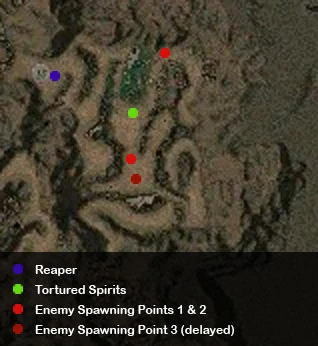 Reaper
Tortured Spirits
Enemy Spawning Points 1 & 2
Enemy Spawning Point 3 (delayed)